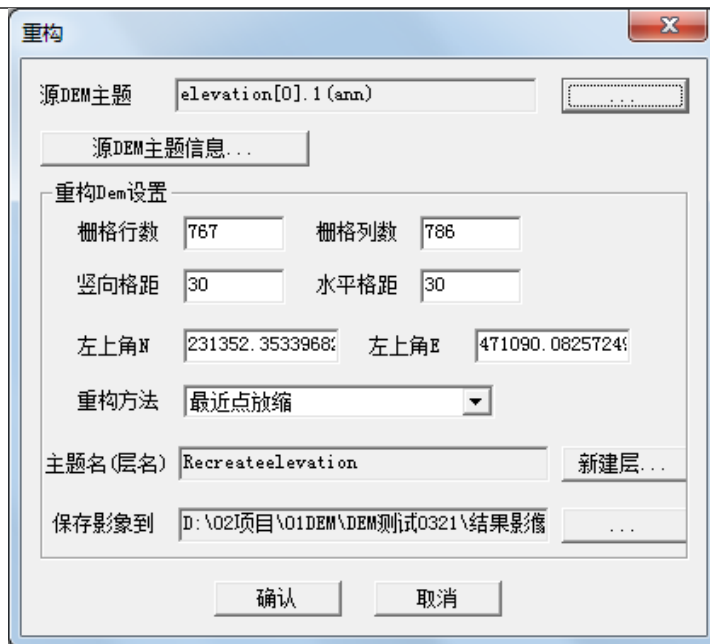 重构
源DEM主题 elevation[0].1(ann) ...
源DEM主题信息...
重构Dem设置
栅格行数 767 栅格列数 786
竖向格距 30 水平格距 30
左上角N 231352.3533968 左上角E 471090.0825724
重构方法 最近点放缩
主题名(层名) Recreateelevation 新建层...
保存影象到 D:\02I项目\01DEM\DEM测试0321\结果影像 ...
确认 取消